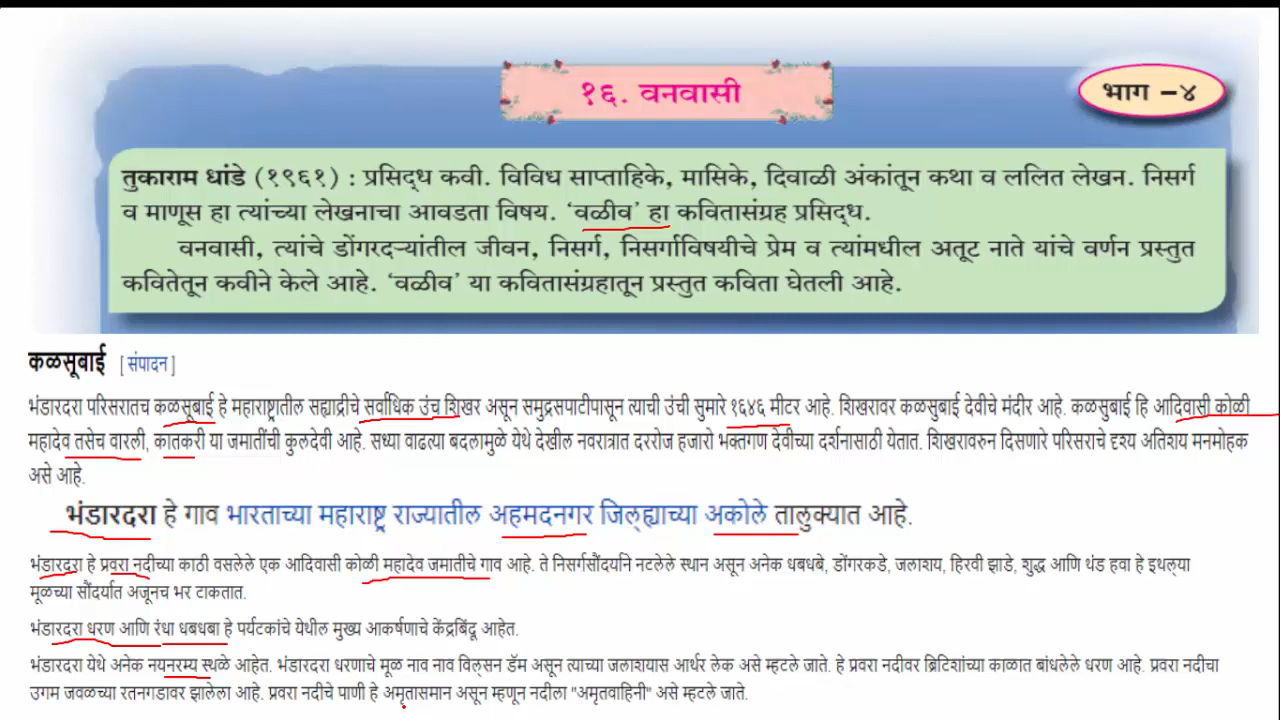 १६. वनवासी
भाग -४
तुकाराम धांडे (१९६१) : प्रसिद्ध कवी. विविध साप्ताहिके, मासिके, दिवाळी अंकांतून कथा व ललित लेखन. निसर्ग
व माणूस हा त्यांच्या लेखनाचा आवडता विषय. ‘वळीव’ हा कवितासंग्रह प्रसिद्ध.
वनवासी, त्यांचे डोंगरदऱ्यांतील जीवन, निसर्ग, निसर्गाविषयीचे प्रेम व त्यांमधील अतूट नाते यांचे वर्णन प्रस्तुत
कवितेतून कवीने केले आहे. ‘वळीव’ या कवितासंग्रहातून प्रस्तुत कविता घेतली आहे.
कळसूबाई [ संपादन ]
भंडारदरा परिसरातच कळसूबाई हे महाराष्ट्रातील सह्याद्रीचे सर्वाधिक उंच शिखर असून समुद्रसपाटीपासून त्याची उंची सुमारे १६४६ मीटर आहे. शिखरावर कळसुबाई देवीचे मंदीर आहे. कळसुबाई हि आदिवासी कोळी
महादेव तसेच वारली, कातकरी या जमातींची कुलदेवी आहे. सध्या वाढत्या बदलामुळे येथे देखील नवरात्रात दररोज हजारो भक्तगण देवीच्या दर्शनासाठी येतात. शिखरावरुन दिसणारे परिसराचे दृश्य अतिशय मनमोहक
असे आहे.
भंडारदरा हे गाव भारताच्या महाराष्ट्र राज्यातील अहमदनगर जिल्ह्याच्या अकोले तालुक्यात आहे.
भंडारदरा हे प्रवरा नदीच्या काठी वसलेले एक आदिवासी कोळी महादेव जमातीचे गाव आहे. ते निसर्गसौंदर्याने नटलेले स्थान असून अनेक धबधबे, डोंगरकडे, जलाशय, हिरवी झाडे, शुद्ध आणि थंड हवा हे इथल्या
मूळच्या सौंदर्यात अजूनच भर टाकतात.
भंडारदरा धरण आणि रंधा धबधबा हे पर्यटकांचे येथील मुख्य आकर्षणाचे केंद्रबिंदू आहेत.
भंडारदरा येथे अनेक नयनरम्य स्थळे आहेत. भंडारदरा धरणाचे मूळ नाव नाव विल्सन डॅम असून त्याच्या जलाशयास आर्थर लेक असे म्हटले जाते. हे प्रवरा नदीवर ब्रिटिशांच्या काळात बांधलेले धरण आहे. प्रवरा नदीचा
उगम जवळच्या रतनगडावर झालेला आहे. प्रवरा नदीचे पाणी हे अमृतासमान असून म्हणून नदीला "अमृतवाहिनी" असे म्हटले जाते.